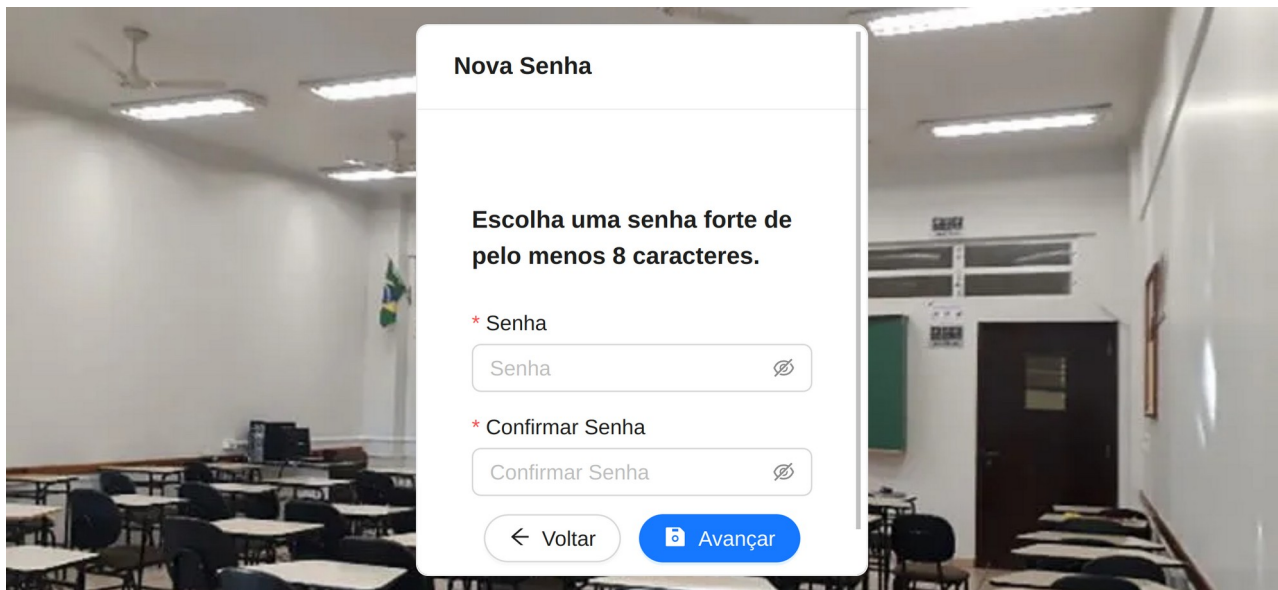 Nova Senha
Escolha uma senha forte de
pelo menos 8 caracteres.
* Senha
Senha
* Confirmar Senha
Confirmar Senha
Voltar
Avançar